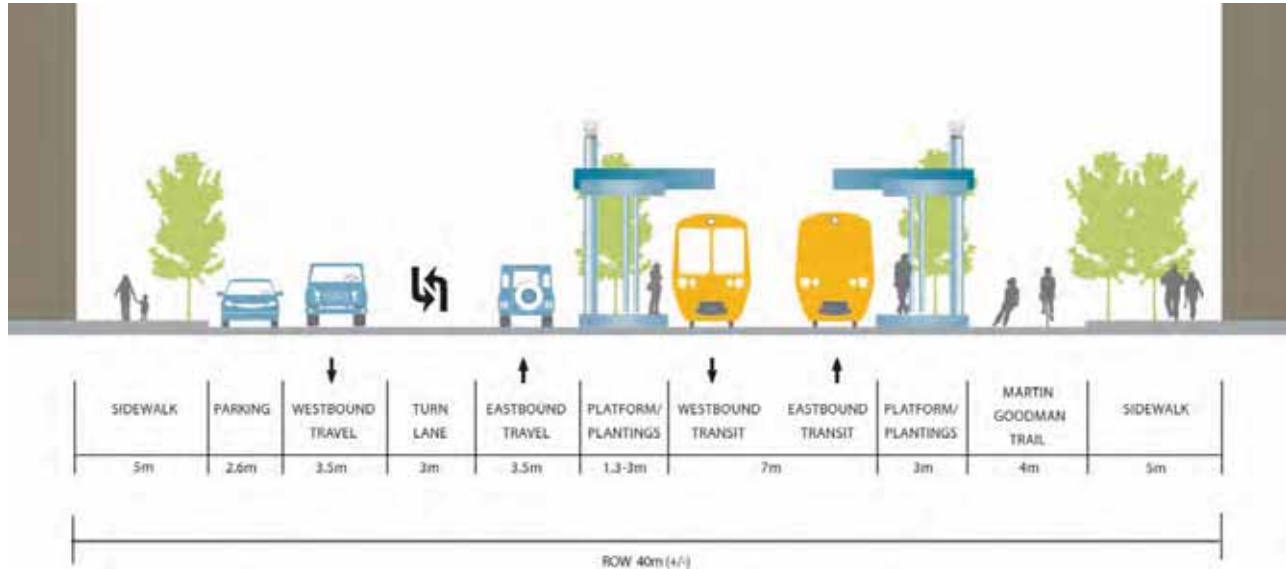 SIDEWALK
PARKING
WESTBOUND
TRAVEL
TURN
LANE
EASTBOUND
TRAVEL
PLATFORM/
PLANTINGS
WESTBOUND
TRANSIT
EASTBOUND
TRANSIT
PLATFORM/
PLANTINGS
MARTIN
GOODMAN
TRAIL
SIDEWALK
5m
2.6m
3.5m
3m
3.5m
1.3-3m
7m
3m
4m
5m
ROW 40m (+/-)